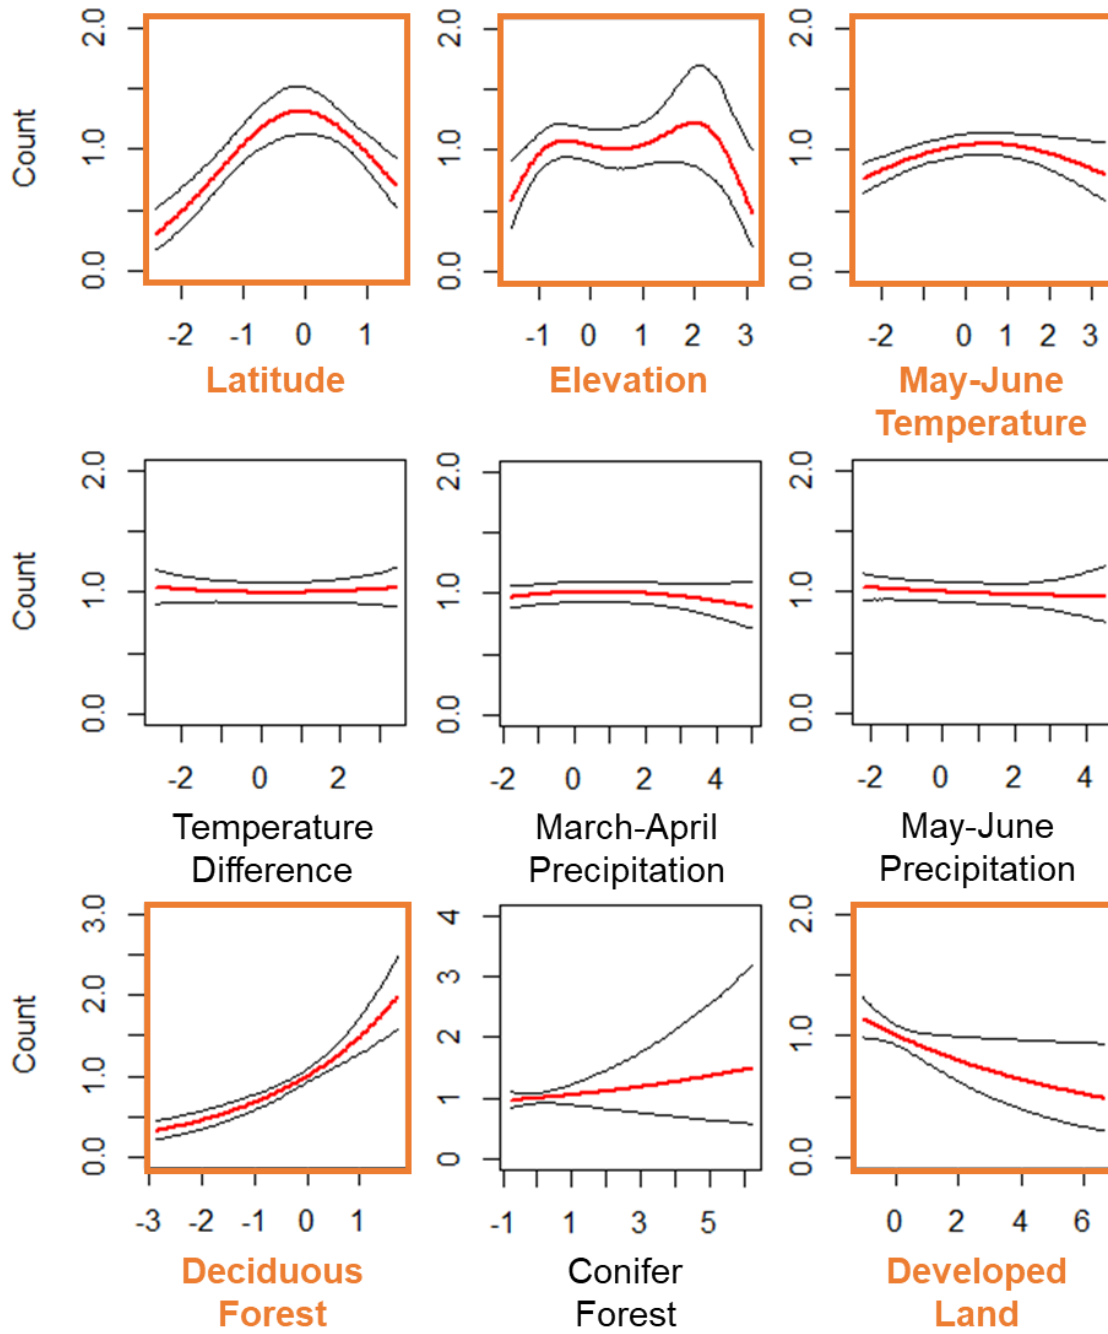 Count
2.0
1.0
0.0
-2 -1 0 1
Latitude
2.0
1.0
0.0
-1 0 1 2 3
Elevation
2.0
1.0
0.0
-2 0 1 2 3
May-June
Temperature
Count
2.0
1.0
0.0
-2 0 2
Temperature
Difference
2.0
1.0
0.0
-2 0 2 4
March-April
Precipitation
2.0
1.0
0.0
-2 0 2 4
May-June
Precipitation
Count
3.0
2.0
1.0
0.0
-3 -2 -1 0 1
Deciduous
Forest
4
3
2
1
0
-1 1 3 5
Conifer
Forest
2.0
1.0
0.0
0 2 4 6
Developed
Land